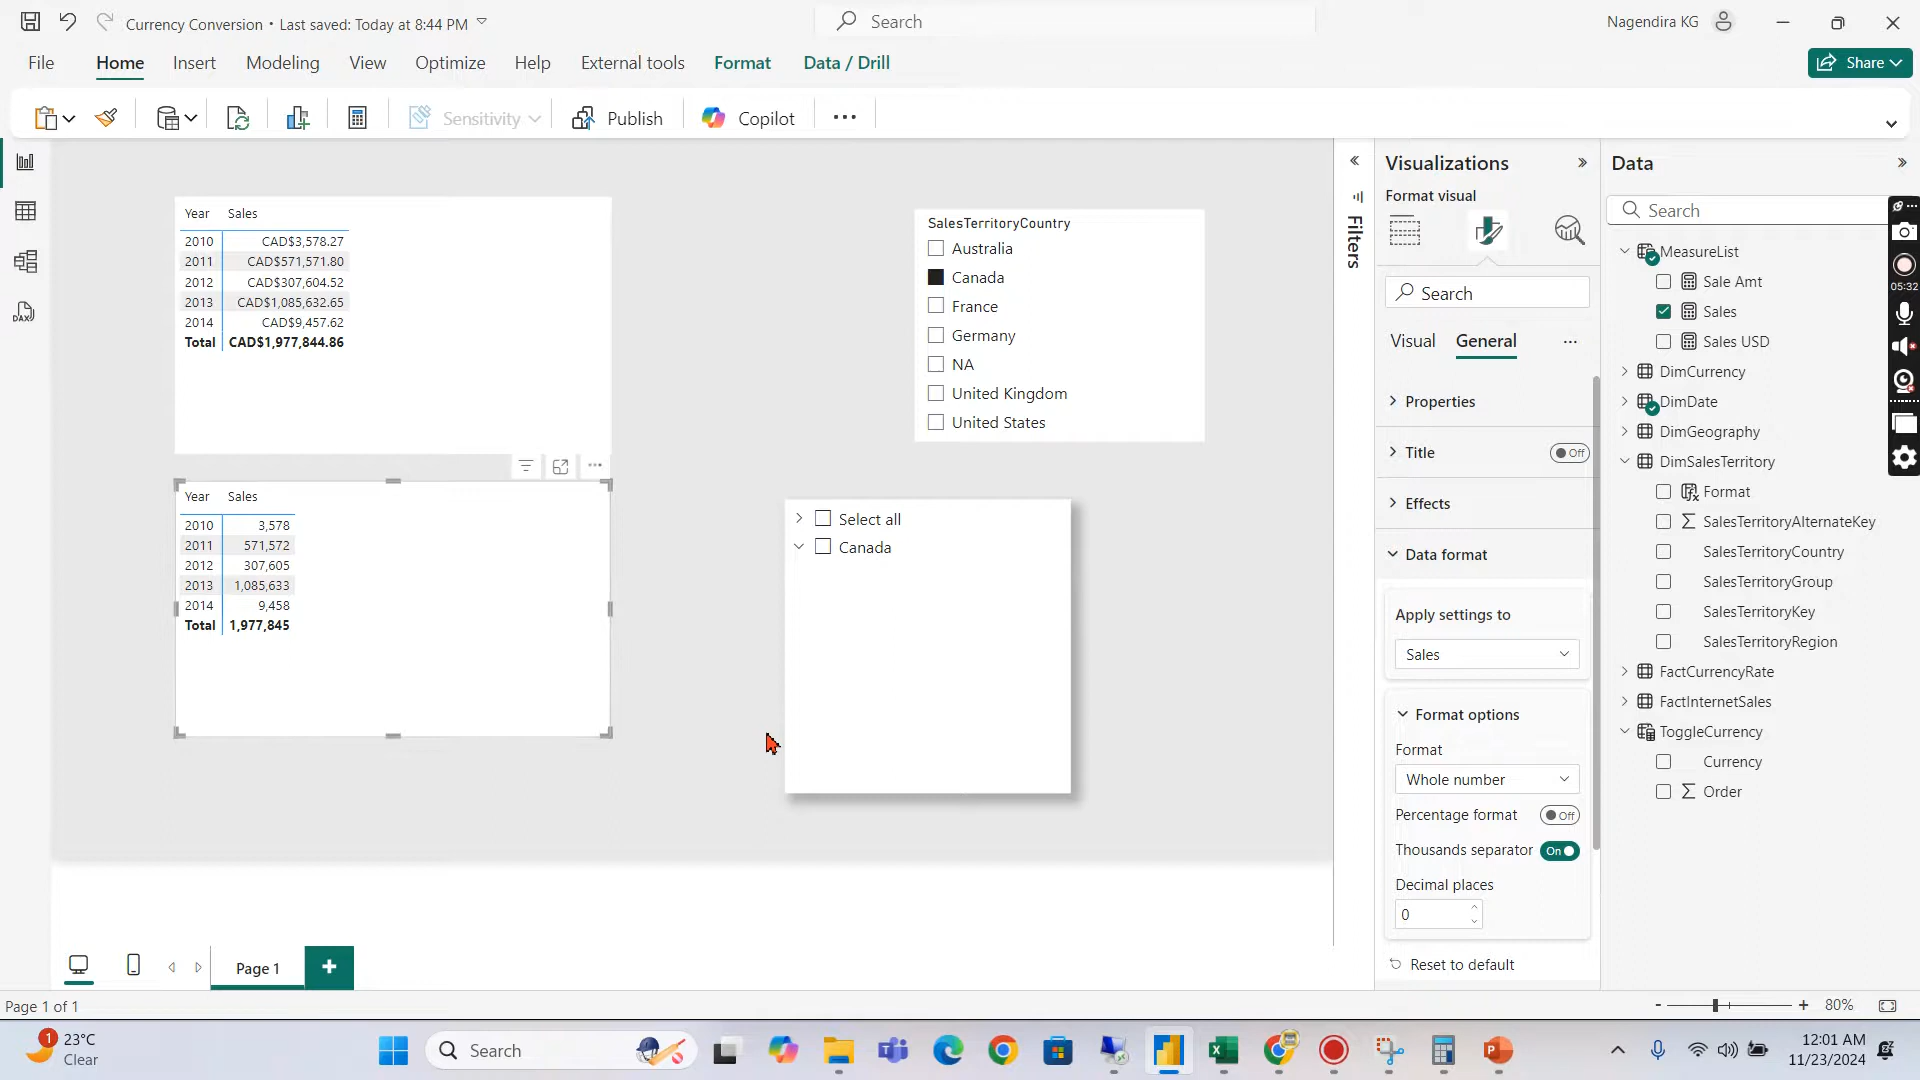 Currency Conversion • Last saved: Today at 8:44 PM
Search
Nagendira KG
File Home Insert Modeling View Optimize Help External tools Format Data / Drill
Share
Sensitivity Publish Copilot
Year Sales
2010 CAD$3,578.27
2011 CAD$571,571.80
2012 CAD$307,604.52
2013 CAD$1,085,632.65
2014 CAD$9,457.62
Total CAD$1,977,844.86
Year Sales
2010 3,578
2011 571,572
2012 307,605
2013 1,085,633
2014 9,458
Total 1,977,845
SalesTerritoryCountry
Australia
Canada
France
Germany
NA
United Kingdom
United States
Select all
Canada
Filters
Visualizations
Format visual
Search
Visual General
Properties
Title Off
Effects
Data format
Apply settings to
Sales
Format options
Format
Whole number
Percentage format Off
Thousands separator On
Decimal places
0
Reset to default
Data
Search
MeasureList
Sale Amt
Sales
Sales USD
DimCurrency
DimDate
DimGeography
DimSalesTerritory
Format
SalesTerritoryAlternateKey
SalesTerritoryCountry
SalesTerritoryGroup
SalesTerritoryKey
SalesTerritoryRegion
FactCurrencyRate
FactInternetSales
ToggleCurrency
Currency
Order
05:32
DAX
Page 1
Page 1 of 1
- + 80%
1
23°C
Clear
Search
12:01 AM
11/23/2024